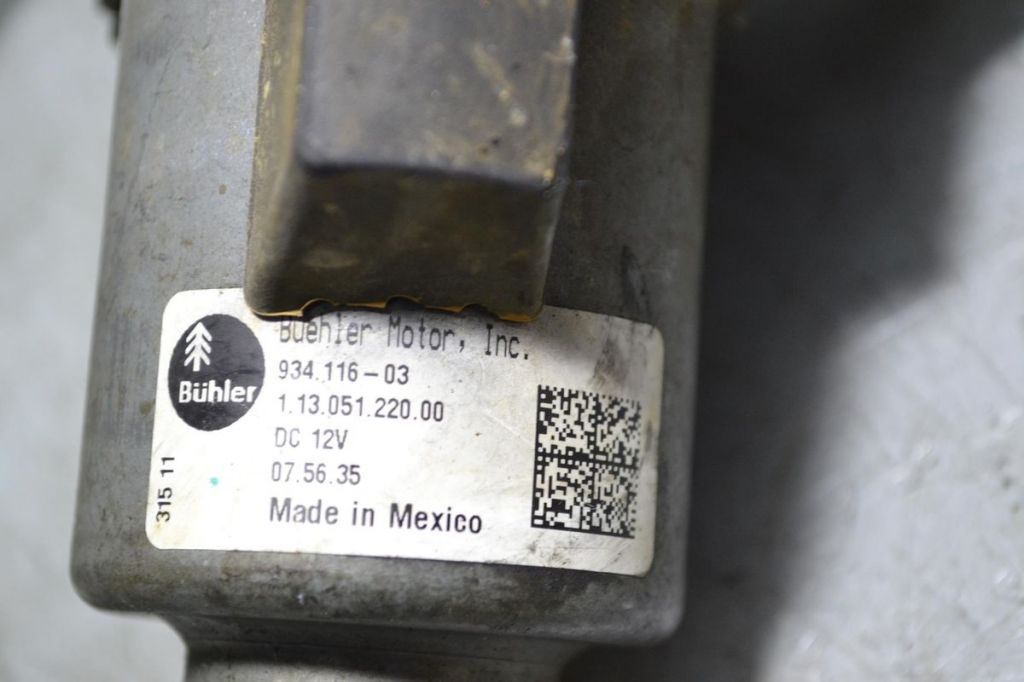 Buehler Motor, Inc.
Bühler
934.116-03
1.13.051.220.00
DC 12V
07.56.35
Made in Mexico
315 11